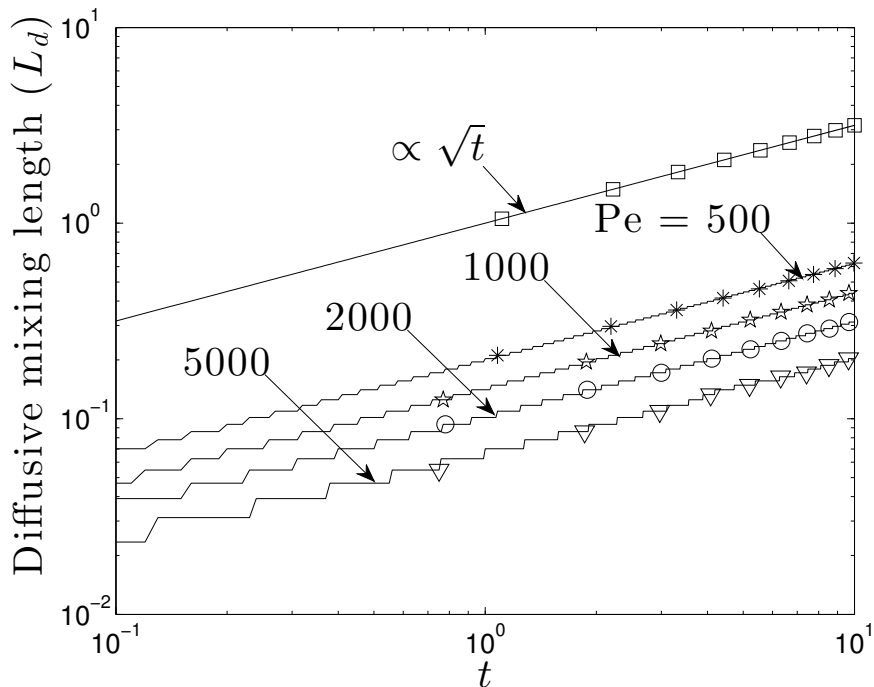 Diffusive mixing length (L_d)
10^1
10^0
10^{-1}
10^{-2}
∝ √t
Pe = 500
1000
2000
5000
10^{-1}
10^0
10^1
t